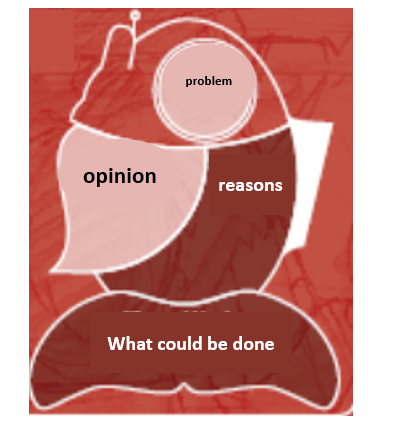 problem
opinion
reasons
What could be done